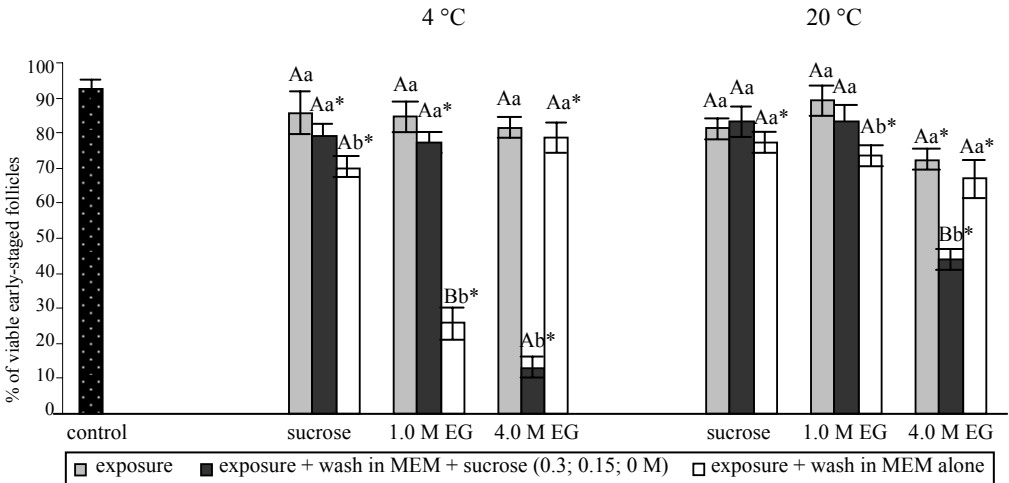 4 °C 20 °C
% of viable early-staged follicles
100
90
80
70
60
50
40
30
20
10
0
Aa Aa* Ab* Aa Aa* Bb* Aa Ab* Aa* Aa Aa Aa* Aa Aa Ab* Aa* Bb* Aa*
control sucrose 1.0 M EG 4.0 M EG sucrose 1.0 M EG 4.0 M EG
exposure exposure + wash in MEM + sucrose (0.3; 0.15; 0 M) exposure + wash in MEM alone